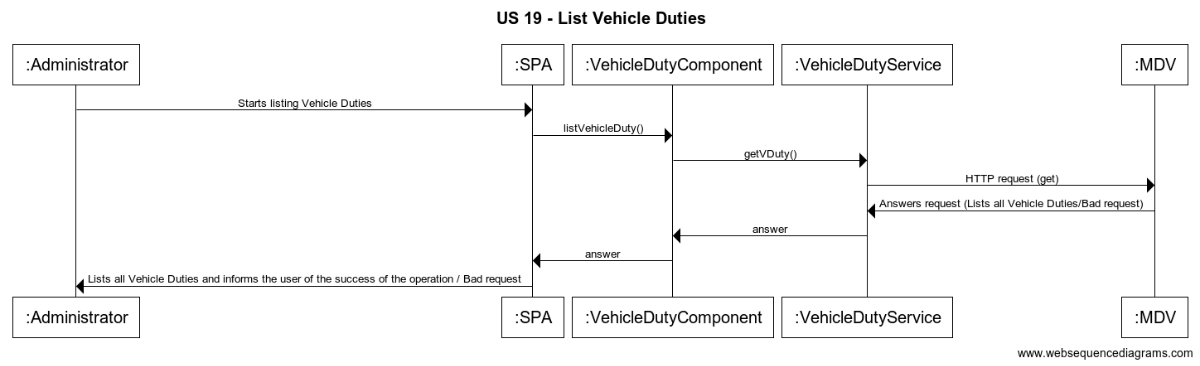 US 19 - List Vehicle Duties
:Administrator
:SPA
:VehicleDutyComponent
:VehicleDutyService
:MDV
Starts listing Vehicle Duties
listVehicleDuty()
getVDuty()
HTTP request (get)
Answers request (Lists all Vehicle Duties/Bad request)
answer
answer
Lists all Vehicle Duties and informs the user of the success of the operation / Bad request
:Administrator
:SPA
:VehicleDutyComponent
:VehicleDutyService
:MDV
www.websequencediagrams.com